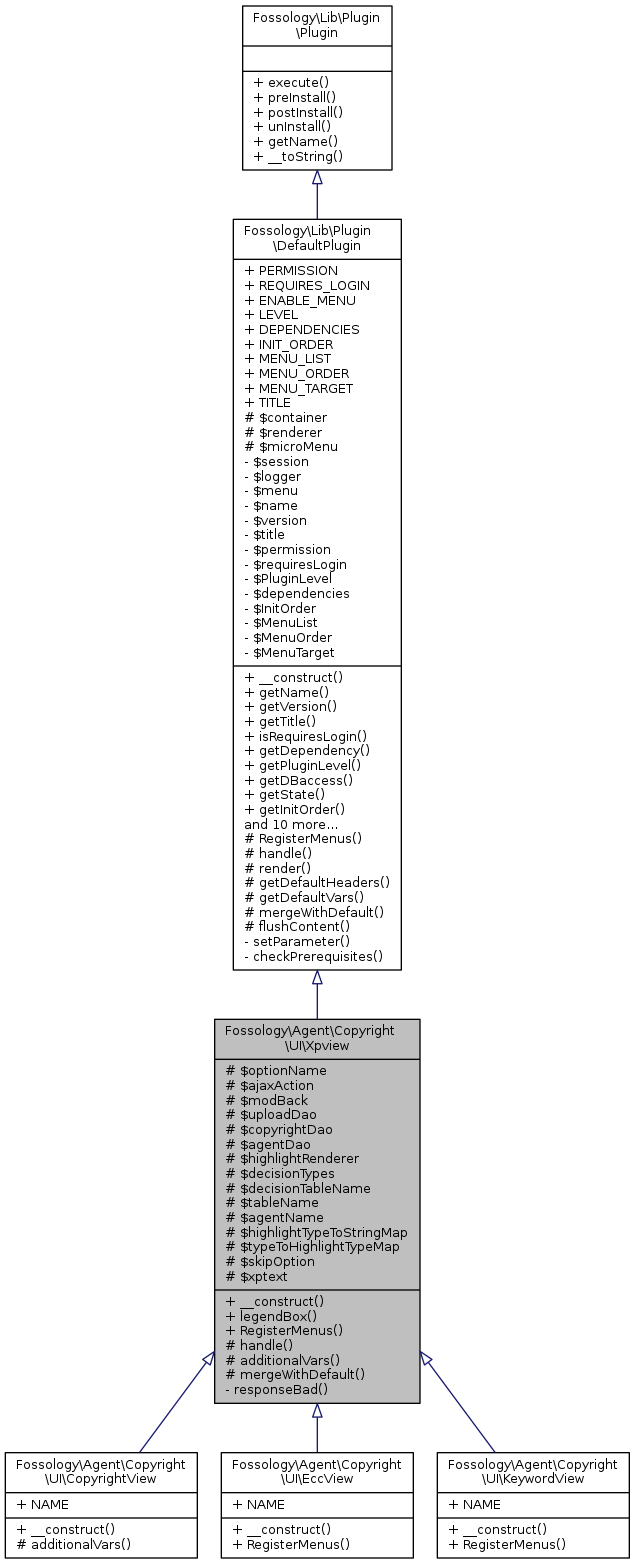 Fossology\Lib\Plugin
\Plugin
+ execute()
+ preInstall()
+ postInstall()
+ unInstall()
+ getName()
+ __toString()
Fossology\Lib\Plugin
\DefaultPlugin
+ PERMISSION
+ REQUIRES_LOGIN
+ ENABLE_MENU
+ LEVEL
+ DEPENDENCIES
+ INIT_ORDER
+ MENU_LIST
+ MENU_ORDER
+ MENU_TARGET
+ TITLE
# $container
# $renderer
# $microMenu
- $session
- $logger
- $menu
- $name
- $version
- $title
- $permission
- $requiresLogin
- $PluginLevel
- $dependencies
- $InitOrder
- $MenuList
- $MenuOrder
- $MenuTarget
+ __construct()
+ getName()
+ getVersion()
+ getTitle()
+ isRequiresLogin()
+ getDependency()
+ getPluginLevel()
+ getDBaccess()
+ getState()
+ getInitOrder()
and 10 more...
# RegisterMenus()
# handle()
# render()
# getDefaultHeaders()
# getDefaultVars()
# mergeWithDefault()
# flushContent()
- setParameter()
- checkPrerequisites()
Fossology\Agent\Copyright
\UI\Xpview
# $optionName
# $ajaxAction
# $modBack
# $uploadDao
# $copyrightDao
# $agentDao
# $highlightRenderer
# $decisionTypes
# $decisionTableName
# $tableName
# $agentName
# $highlightTypeToStringMap
# $typeToHighlightTypeMap
# $skipOption
# $xptext
+ __construct()
+ legendBox()
+ RegisterMenus()
# handle()
# additionalVars()
# mergeWithDefault()
- responseBad()
Fossology\Agent\Copyright
\UI\CopyrightView
+ NAME
+ __construct()
# additionalVars()
Fossology\Agent\Copyright
\UI\EccView
+ NAME
+ __construct()
+ RegisterMenus()
Fossology\Agent\Copyright
\UI\KeywordView
+ NAME
+ __construct()
+ RegisterMenus()